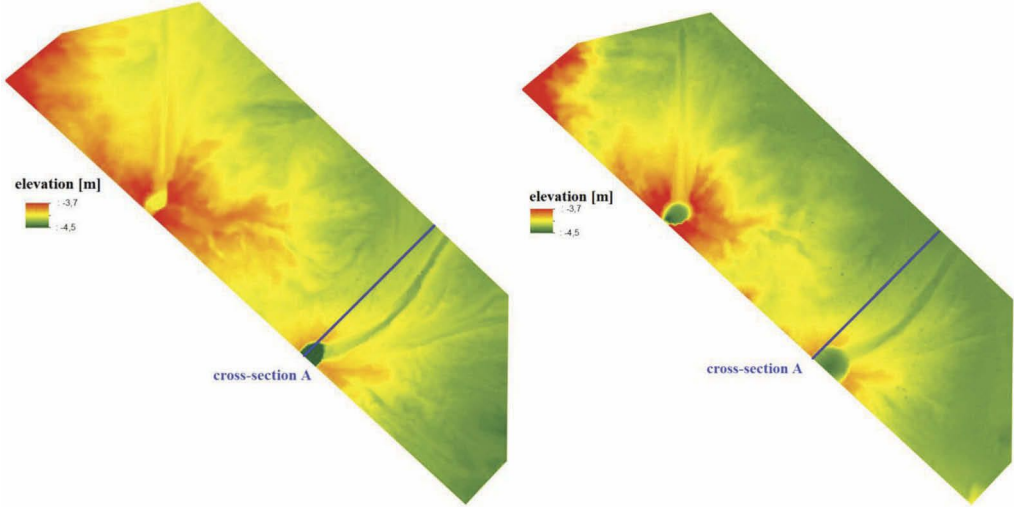 elevation [m]
: -3,7
: -4,5
cross-section A
elevation [m]
: -3,7
: -4,5
cross-section A